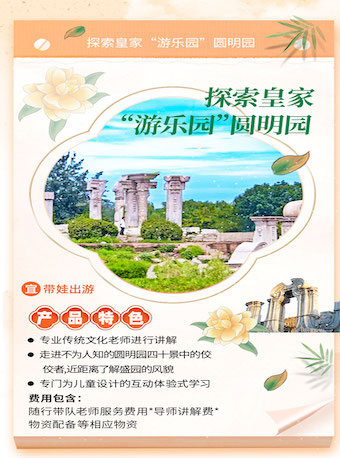 探索皇家“游乐园”圆明园
探索皇家
“游乐园”圆明园
宜 带娃出游
产品特色
● 专业传统文化老师进行讲解
● 走进不为人知的圆明园四十景中的佼
佼者,近距离了解盛园的风貌
● 专门为儿童设计的互动体验式学习
费用包含：
随行带队老师服务费用*导师讲解费*
物资配备等相应物资